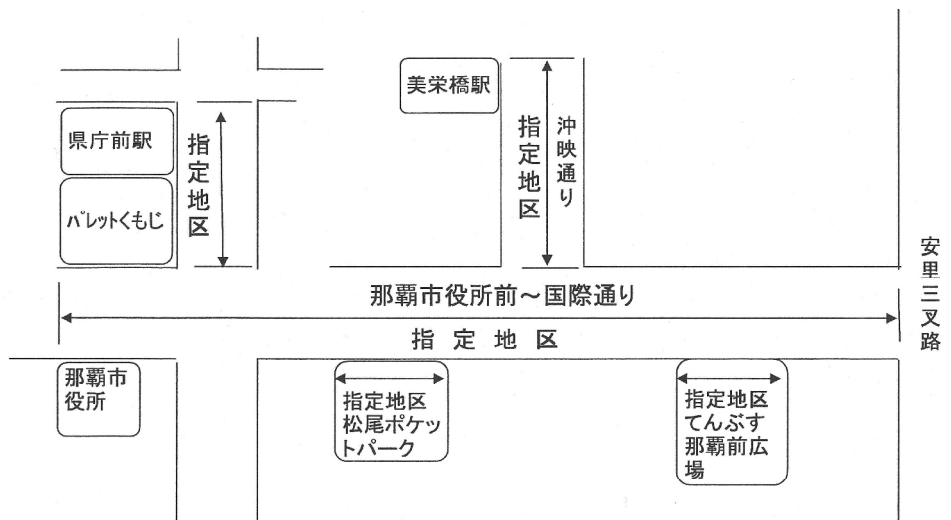 美栄橋駅
県庁前駅
パレットくもじ
指定地区
指定地区
沖映通り
安里三叉路
那覇市役所前～国際通り
指定地区
那覇市
役所
指定地区
松尾ポケッ
トパーク
指定地区
てんぶす
那覇前広
場